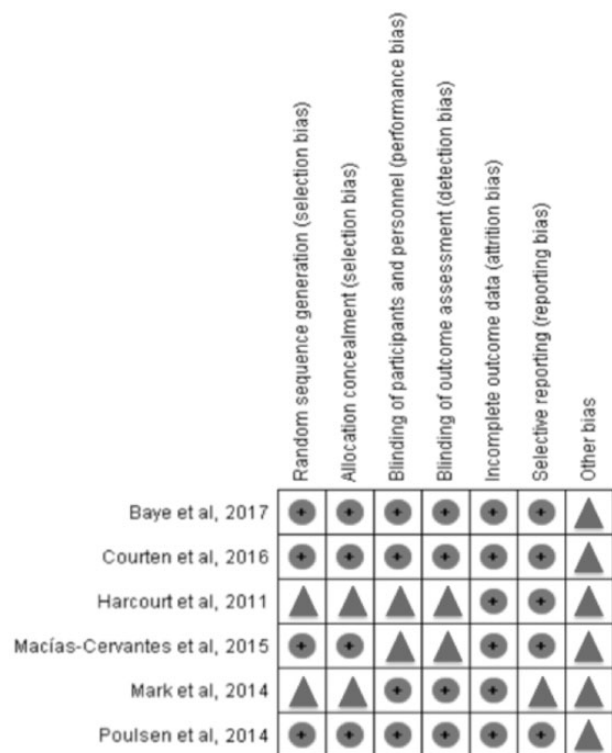 Random sequence generation (selection bias)
Allocation concealment (selection bias)
Blinding of participants and personnel (performance bias)
Blinding of outcome assessment (detection bias)
Incomplete outcome data (attrition bias)
Selective reporting (reporting bias)
Other bias
Baye et al, 2017 + + + + + +
Courten et al, 2016 + + + + + +
Harcourt et al, 2011 + +
Macías-Cervantes et al, 2015 + + + +
Mark et al, 2014 + + +
Poulsen et al, 2014 + + + + + +